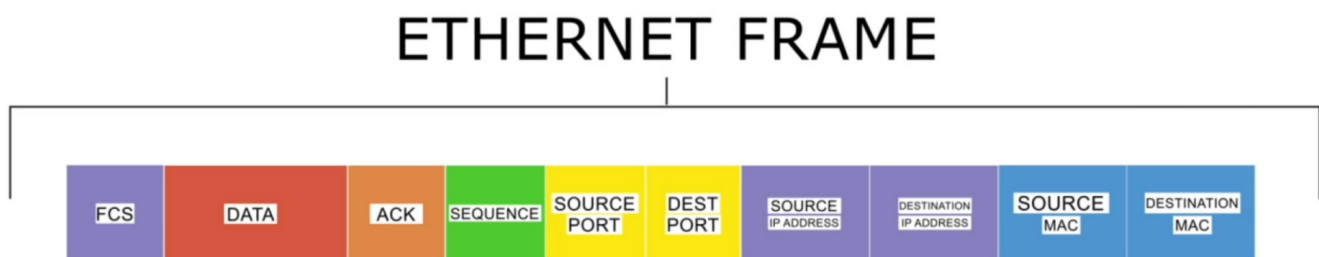 ETHERNET FRAME
FCS
DATA
ACK
SEQUENCE
SOURCE
PORT
DEST
PORT
SOURCE
IP ADDRESS
DESTINATION
IP ADDRESS
SOURCE
MAC
DESTINATION
MAC